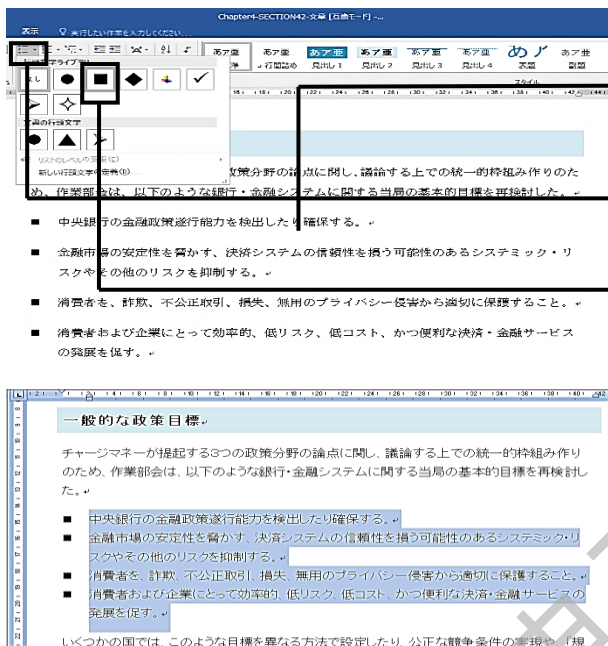 Chapter4-SECTION42-文章 [互換モード] -...
表示 実行したい作業を入力してください...
あア亜 あア亜 あア亜 あア亜 あア亜 あア亜 あア あア亜
行間詰め 見出し 1 見出し 2 見出し 3 見出し 4 表題 副題
スタイル
なし
文書の行頭文字
リストのレベルの変更(C)
新しい行頭文字の定義(D)...
政策分野の論点に関し、議論する上での統一的枠組み作りのた
め、作業部会は、以下のような銀行・金融システムに関する当局の基本的目標を再検討した。
■ 中央銀行の金融政策遂行能力を検出したり確保する。
■ 金融市場の安定性を脅かす、決済システムの信頼性を損う可能性のあるシステミック・リ
スクやその他のリスクを抑制する。
■ 消費者を、詐欺、不公正取引、損失、無用のプライバシー侵害から適切に保護すること。
■ 消費者および企業にとって効率的、低リスク、低コスト、かつ便利な決済・金融サービス
の発展を促す。
一般的な政策目標
チャージマネーが提起する3つの政策分野の論点に関し、議論する上での統一的枠組み作り
のため、作業部会は、以下のような銀行・金融システムに関する当局の基本的目標を再検討し
た。
■ 中央銀行の金融政策遂行能力を検出したり確保する。
■ 金融市場の安定性を脅かす、決済システムの信頼性を損う可能性のあるシステミック・リ
スクやその他のリスクを抑制する。
■ 消費者を、詐欺、不公正取引、損失、無用のプライバシー侵害から適切に保護すること。
■ 消費者および企業にとって効率的、低リスク、低コスト、かつ便利な決済・金融サービスの
発展を促す。
いくつかの国では、このような目標を異なる方法で設定したり、公正な競争条件の実現や、「規